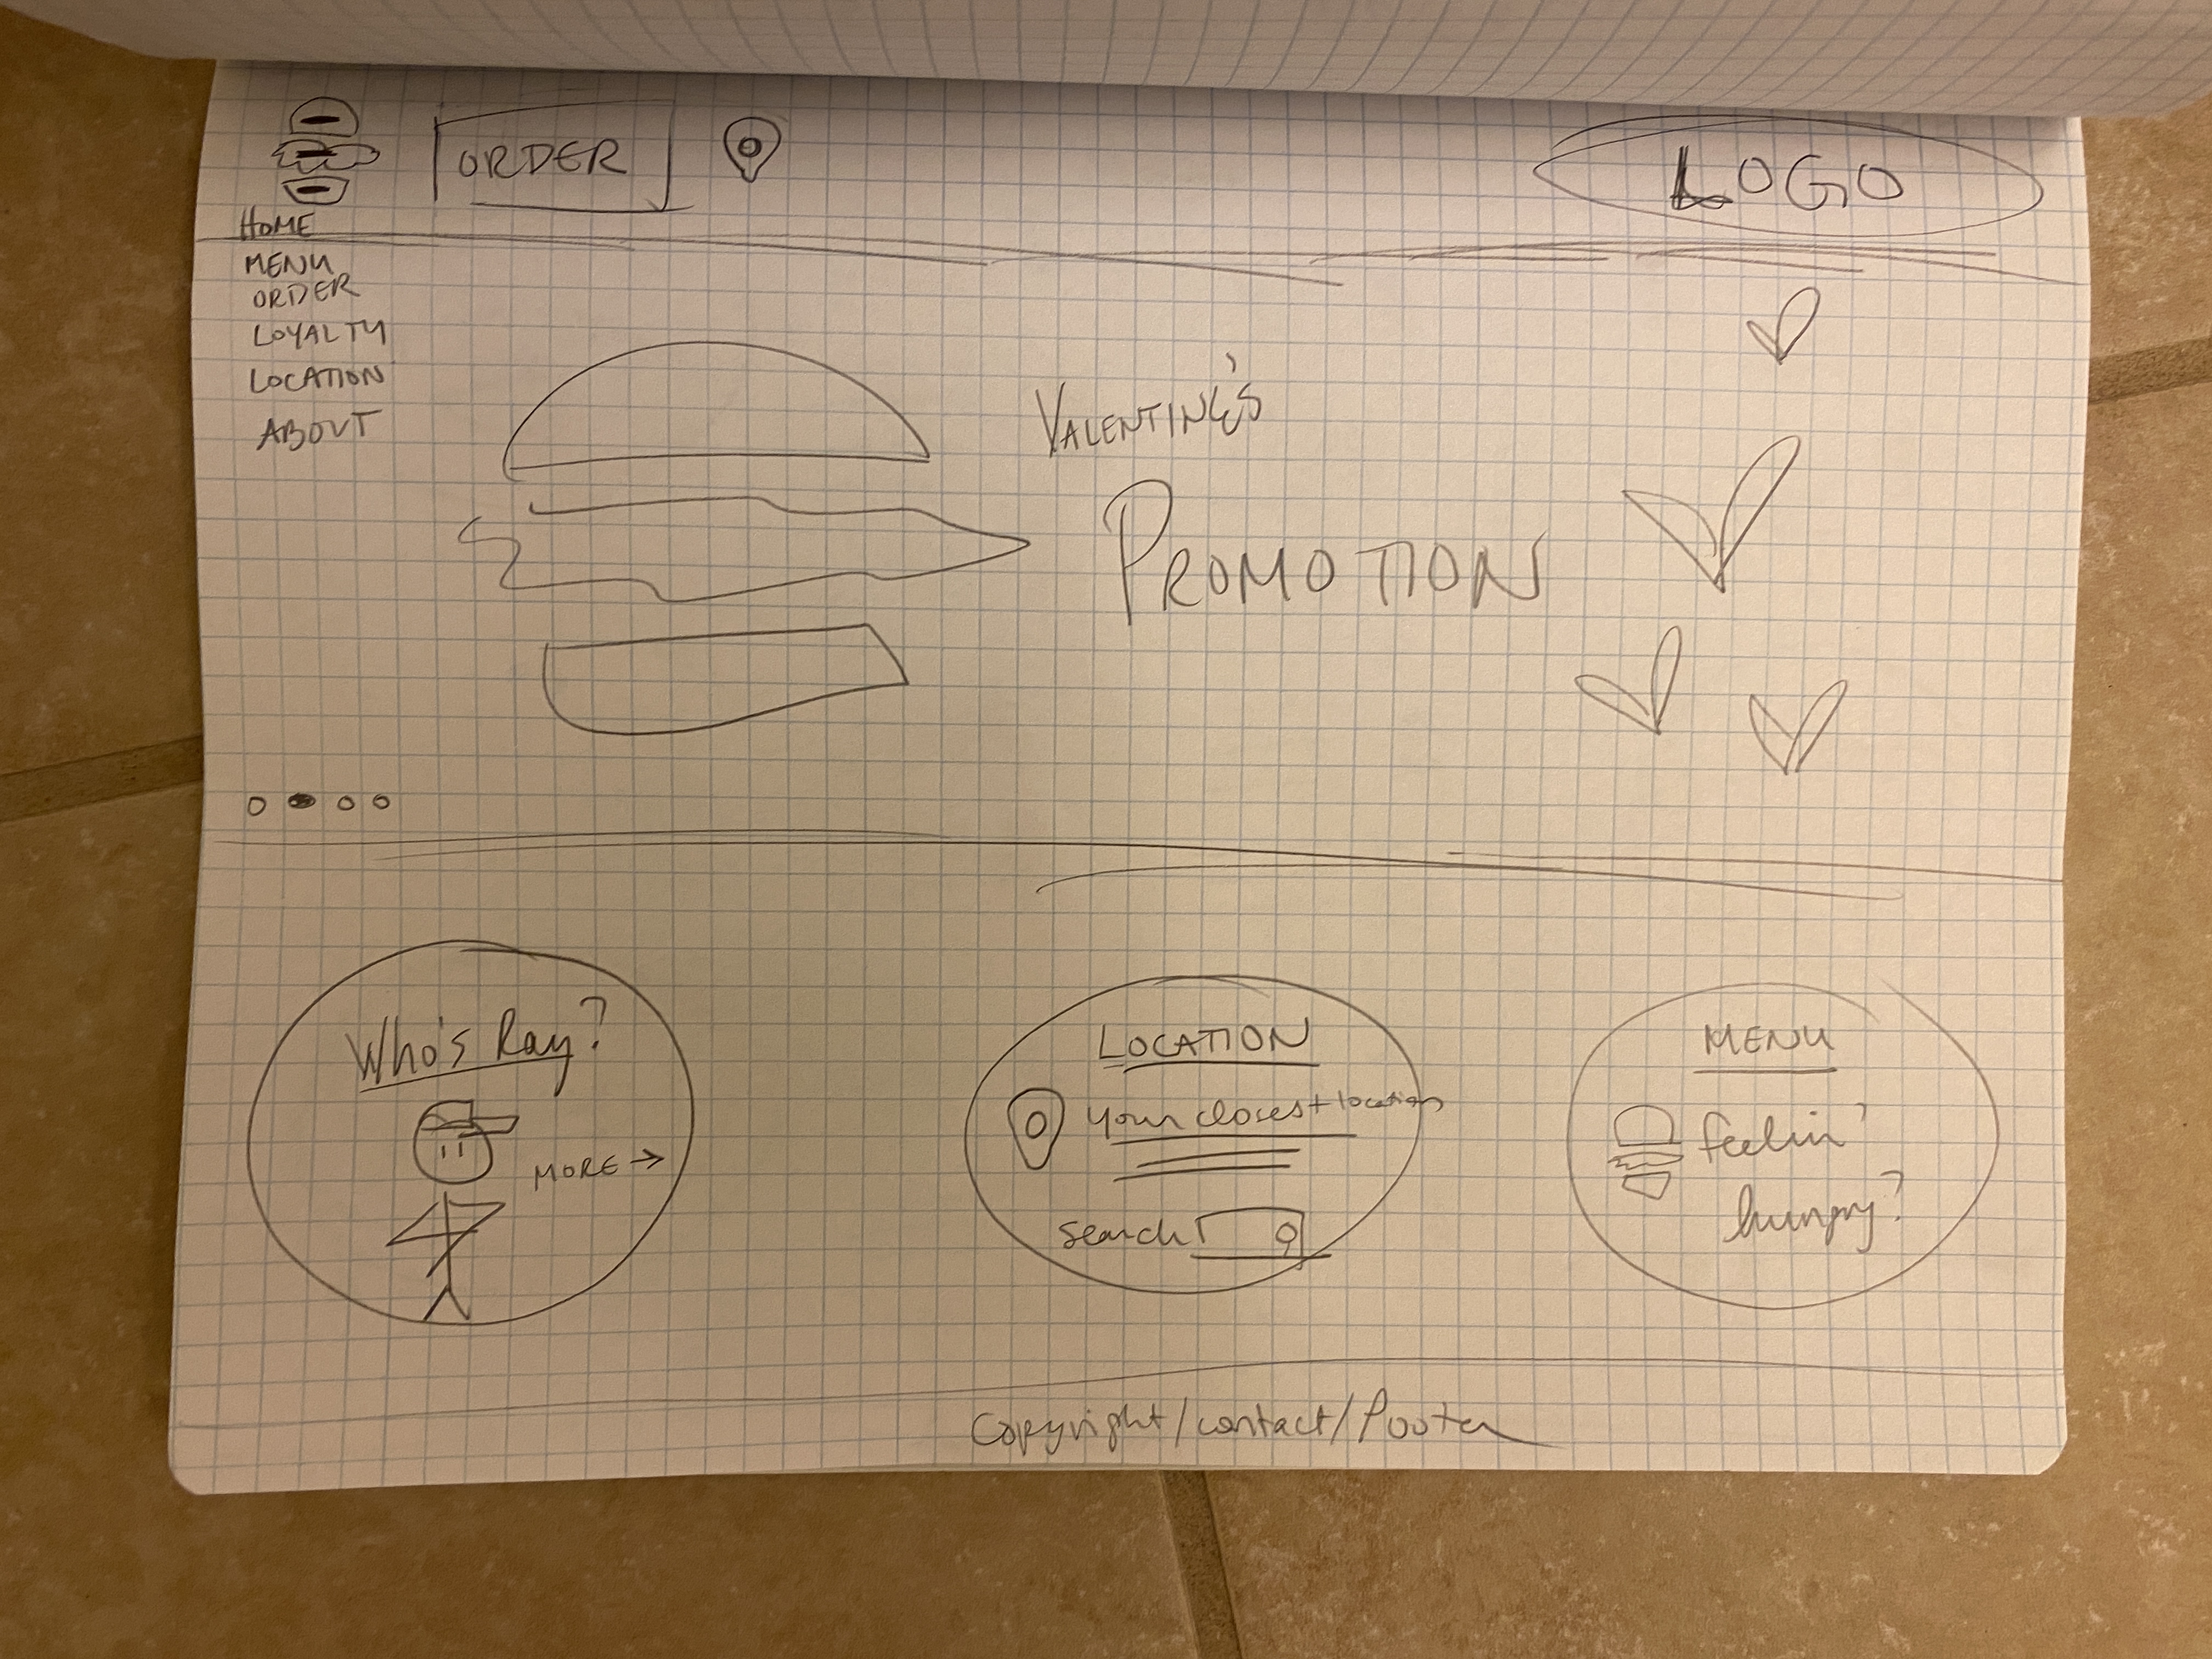 ORDER
LOGO
HOME
MENU
ORDER
LOYALTY
LOCATION
ABOUT
VALENTINE'S
PROMOTION
Who's Ray?
MORE →
LOCATION
your closest location
search
MENU
feelin'
hungry?
Copyright/contact/footer